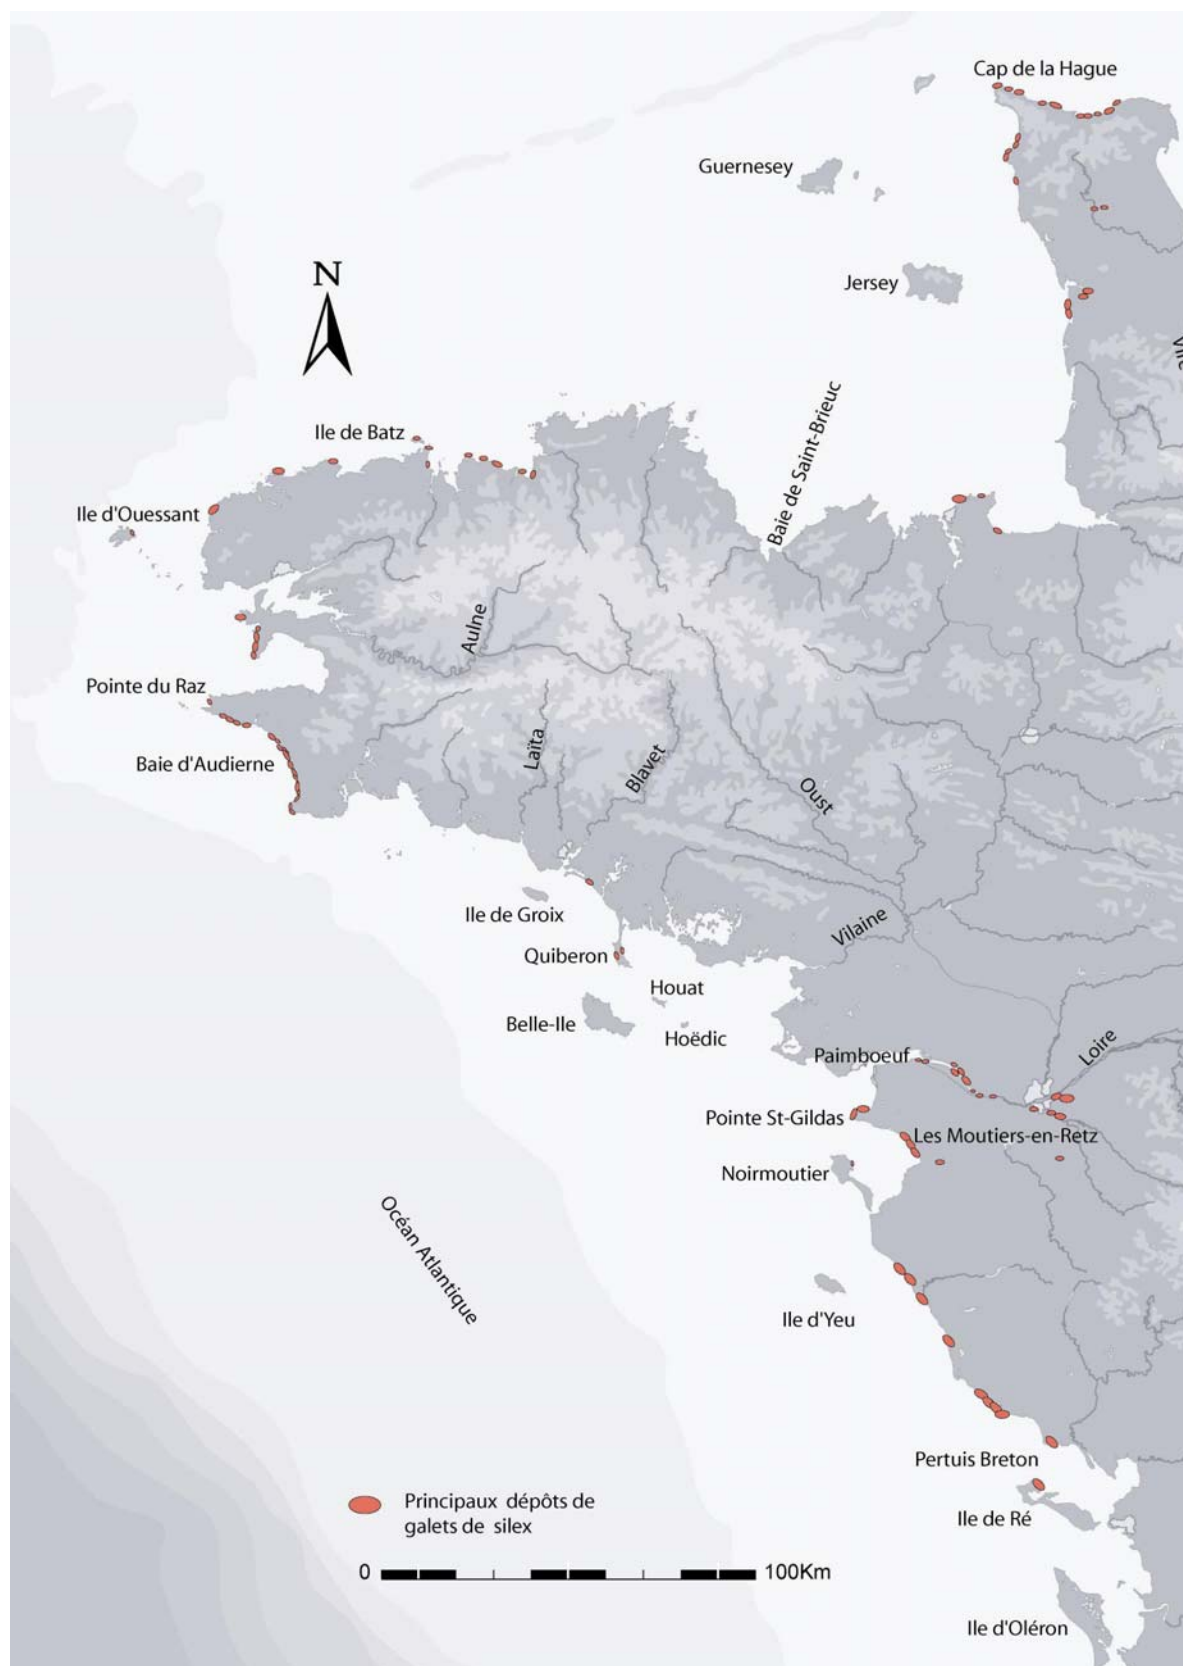 Cap de la Hague
Guernesey
N
Jersey
Vire
Ile de Batz
Baie de Saint-Brieuc
Ile d'Ouessant
Aulne
Pointe du Raz
Laïta
Baie d'Audierne
Blavet
Oust
Ile de Groix
Vilaine
Quiberon
Houat
Belle-Ile
Hoëdic
Paimboeuf
Loire
Pointe St-Gildas
Les Moutiers-en-Retz
Noirmoutier
Océan Atlantique
Ile d'Yeu
Pertuis Breton
Principaux dépôts de
galets de silex
Ile de Ré
0
100Km
Ile d'Oléron